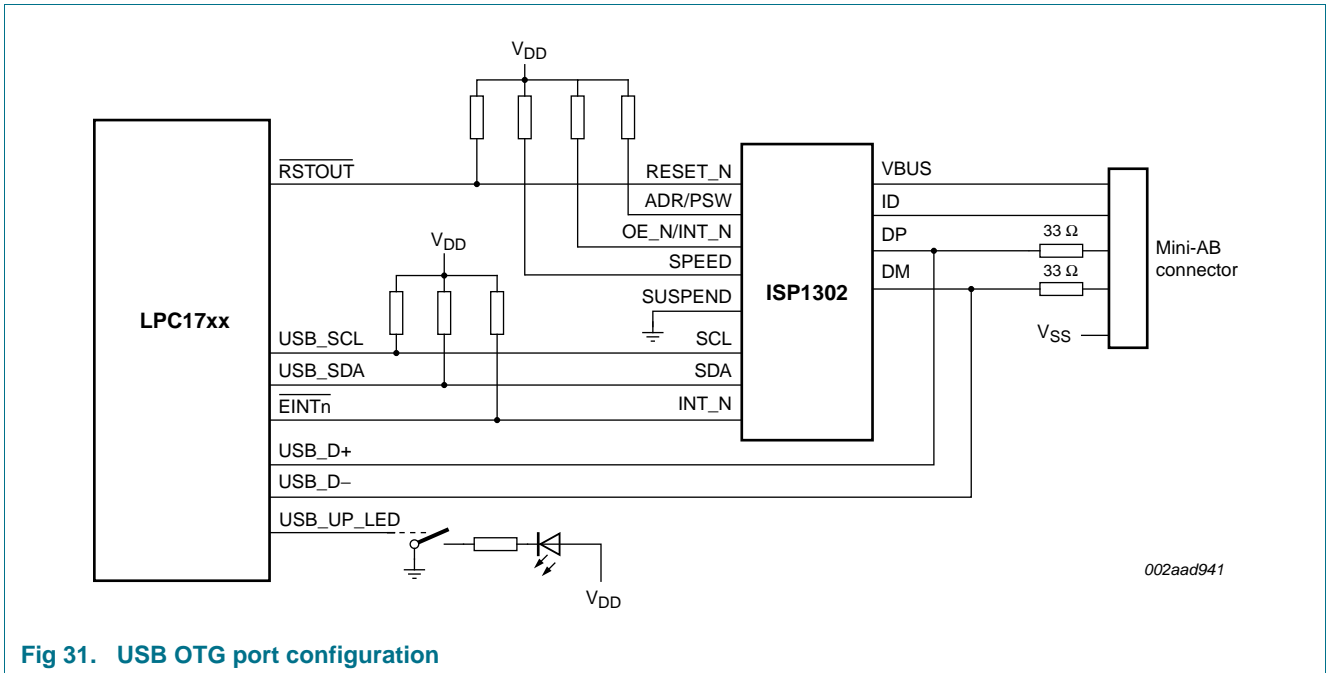 VDD
RSTOUT
RESET_N
VBUS
ADR/PSW
ID
OE_N/INT_N
DP
33 Ω
VDD
SPEED
DM
33 Ω
Mini-AB
connector
LPC17xx
SUSPEND
ISP1302
VSS
USB_SCL
SCL
USB_SDA
SDA
EINTn
INT_N
USB_D+
USB_D−
USB_UP_LED
VDD
002aad941
Fig 31. USB OTG port configuration